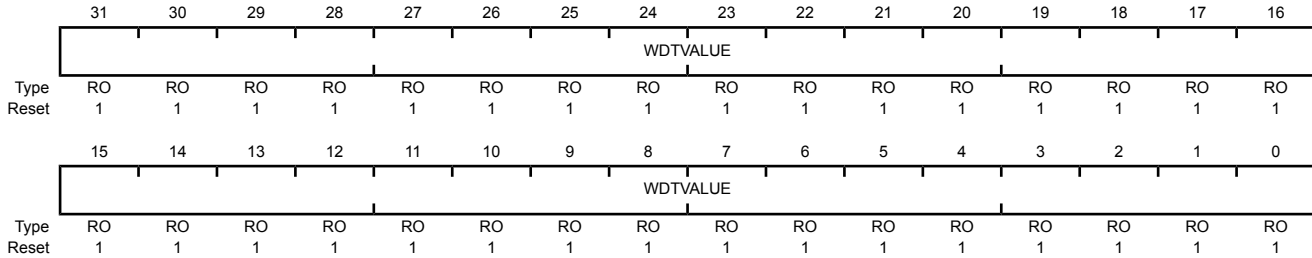 31 30 29 28 27 26 25 24 23 22 21 20 19 18 17 16
WDTVALUE
Type RO RO RO RO RO RO RO RO RO RO RO RO RO RO RO RO
Reset 1 1 1 1 1 1 1 1 1 1 1 1 1 1 1 1
15 14 13 12 11 10 9 8 7 6 5 4 3 2 1 0
WDTVALUE
Type RO RO RO RO RO RO RO RO RO RO RO RO RO RO RO RO
Reset 1 1 1 1 1 1 1 1 1 1 1 1 1 1 1 1